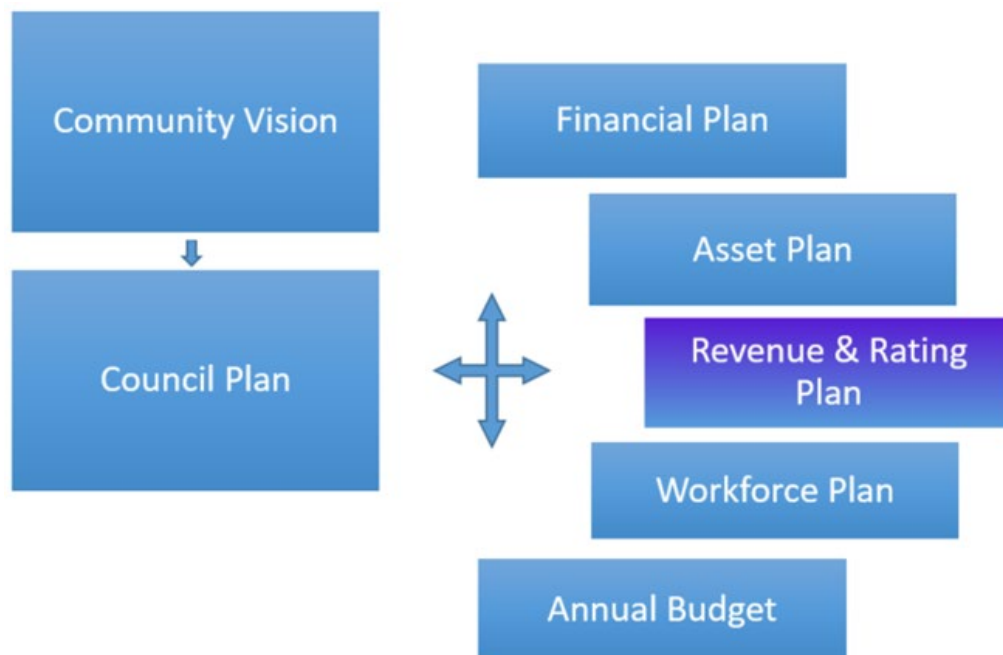 Community Vision
Council Plan
Financial Plan
Asset Plan
Revenue & Rating
Plan
Workforce Plan
Annual Budget